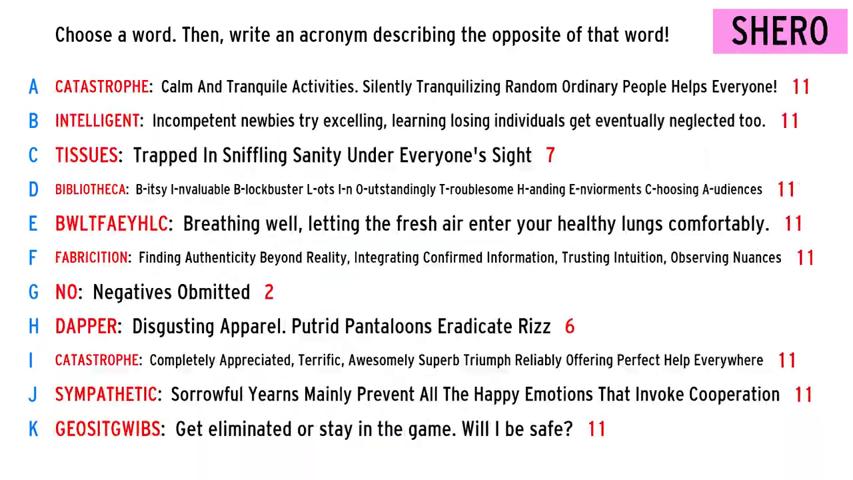 Choose a word. Then, write an acronym describing the opposite of that word!
SHERO
A CATASTROPHE: Calm And Tranquile Activities. Silently Tranquilizing Random Ordinary People Helps Everyone! 11
B INTELLIGENT: Incompetent newbies try excelling, learning losing individuals get eventually neglected too. 11
C TISSUES: Trapped In Sniffling Sanity Under Everyone's Sight 7
D BIBLIOTHECA: B-itsy I-nvaluable B-lockbuster L-ots I-n O-utstandingly T-roublesome H-anding E-nviorments C-hoosing A-udiences 11
E BWLTFAEYHLC: Breathing well, letting the fresh air enter your healthy lungs comfortably. 11
F FABRICITION: Finding Authenticity Beyond Reality, Integrating Confirmed Information, Trusting Intuition, Observing Nuances 11
G NO: Negatives Obmitted 2
H DAPPER: Disgusting Apparel. Putrid Pantaloons Eradicate Rizz 6
I CATASTROPHE: Completely Appreciated, Terrific, Awesomely Superb Triumph Reliably Offering Perfect Help Everywhere 11
J SYMPATHETIC: Sorrowful Yearns Mainly Prevent All The Happy Emotions That Invoke Cooperation 11
K GEOSITGWIBS: Get eliminated or stay in the game. Will I be safe? 11